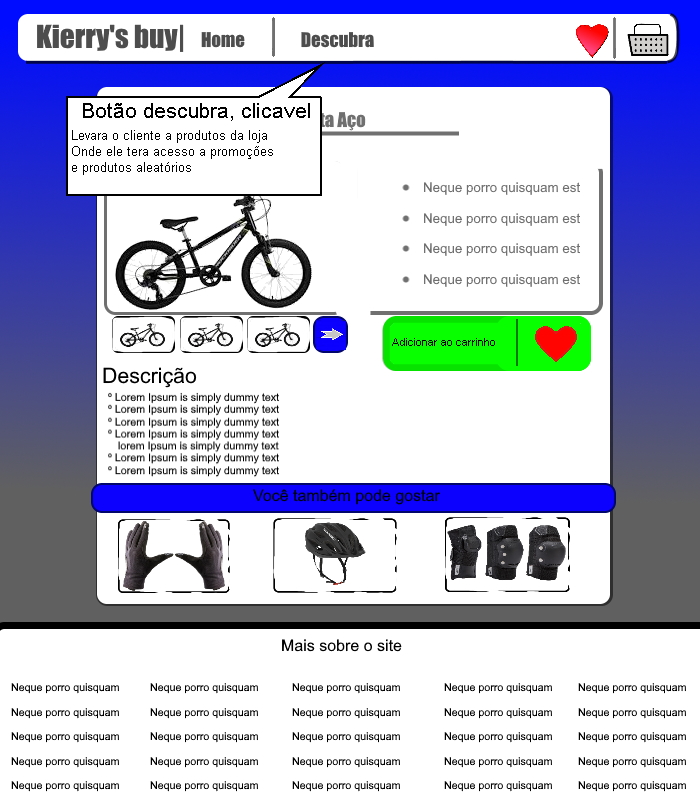 Kierry's buy| Home Descubra
Botão descubra, clicavel
Levara o cliente a produtos da loja
Onde ele tera acesso a promoções
e produtos aleatórios
Aço
Neque porro quisquam est
Neque porro quisquam est
Neque porro quisquam est
Neque porro quisquam est
Adicionar ao carrinho
Descrição
º Lorem Ipsum is simply dummy text
º Lorem Ipsum is simply dummy text
º Lorem Ipsum is simply dummy text
º Lorem Ipsum is simply dummy text
lorem Ipsum is simply dummy text
º Lorem Ipsum is simply dummy text
º Lorem Ipsum is simply dummy text
Você também pode gostar
Mais sobre o site
Neque porro quisquam Neque porro quisquam Neque porro quisquam Neque porro quisquam Neque porro quisquam
Neque porro quisquam Neque porro quisquam Neque porro quisquam Neque porro quisquam Neque porro quisquam
Neque porro quisquam Neque porro quisquam Neque porro quisquam Neque porro quisquam Neque porro quisquam
Neque porro quisquam Neque porro quisquam Neque porro quisquam Neque porro quisquam Neque porro quisquam
Neque porro quisquam Neque porro quisquam Neque porro quisquam Neque porro quisquam Neque porro quisquam